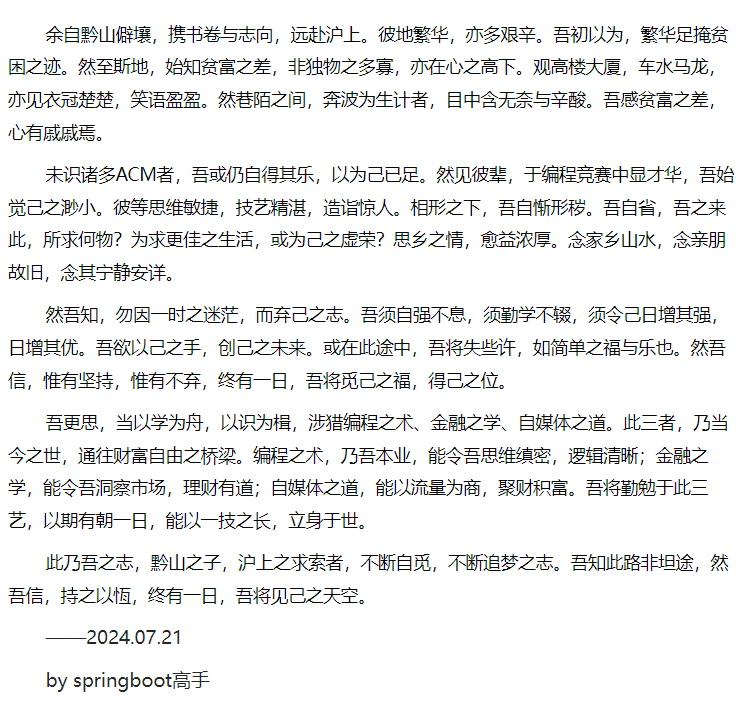 余自黔山僻壤，携书卷与志向，远赴沪上。彼地繁华，亦多艰辛。吾初以为，繁华足掩贫
困之迹。然至斯地，始知贫富之差，非独物之多寡，亦在心之高下。观高楼大厦，车水马龙，
亦见衣冠楚楚，笑语盈盈。然巷陌之间，奔波为生计者，目中含无奈与辛酸。吾感贫富之差，
心有戚戚焉。
未识诸多ACM者，吾或仍自得其乐，以为己已足。然见彼辈，于编程竞赛中显才华，吾始
觉己之渺小。彼等思维敏捷，技艺精湛，造诣惊人。相形之下，吾自惭形秽。吾自省，吾之来
此，所求何物？为求更佳之生活，或为己之虚荣？思乡之情，愈益浓厚。念家乡山水，念亲朋
故旧，念其宁静安详。
然吾知，勿因一时之迷茫，而弃己之志。吾须自强不息，须勤学不辍，须令己日增其强，
日增其优。吾欲以己之手，创己之未来。或在此途中，吾将失些许，如简单之福与乐也。然吾
信，惟有坚持，惟有不弃，终有一日，吾将觅己之福，得己之位。
吾更思，当以学为舟，以识为楫，涉猎编程之术、金融之学、自媒体之道。此三者，乃当
今之世，通往财富自由之桥梁。编程之术，乃吾本业，能令吾思维缜密，逻辑清晰；金融之
学，能令吾洞察市场，理财有道；自媒体之道，能以流量为商，聚财积富。吾将勤勉于此三
艺，以期有朝一日，能以一技之长，立身于世。
此乃吾之志，黔山之子，沪上之求索者，不断自觅，不断追梦之志。吾知此路非坦途，然
吾信，持之以恆，终有一日，吾将见己之天空。
——2024.07.21
by springboot高手